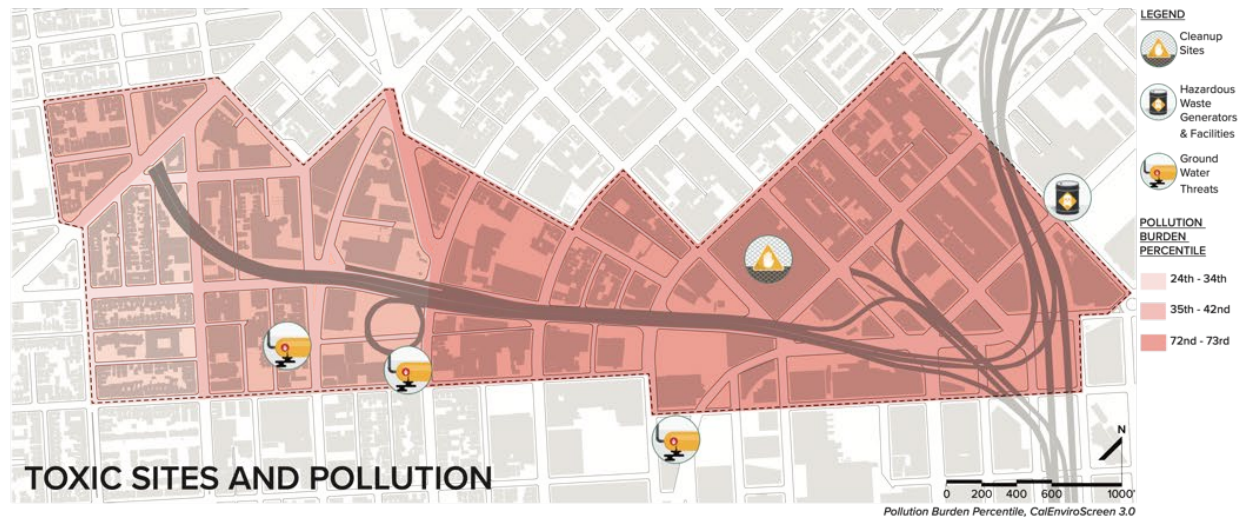 LEGEND
Cleanup
Sites
Hazardous
Waste
Generators
& Facilities
Ground
Water
Threats
POLLUTION
BURDEN
PERCENTILE
24th - 34th
35th - 42nd
72nd - 73rd
N
TOXIC SITES AND POLLUTION
0 200 400 600 1000'
Pollution Burden Percentile, CalEnviroScreen 3.0